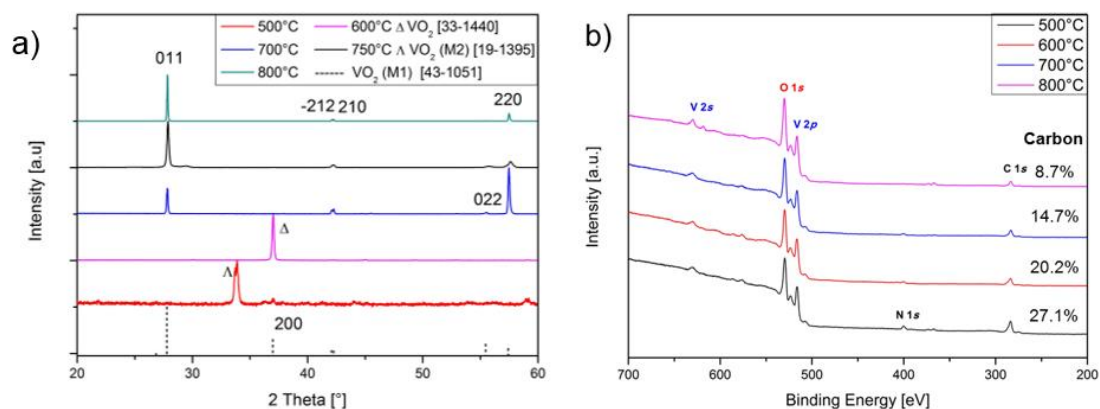 a)
500°C
700°C
800°C
600°C Δ VO₂ [33-1440]
750°C Λ VO₂ (M2) [19-1395]
VO₂ (M1) [43-1051]
011
-212 210
220
022
Δ
Λ
200
Intensity [a.u]
20 30 40 50 60
2 Theta [°]
b)
500°C
600°C
700°C
800°C
O 1s
V 2s
V 2p
Carbon
C 1s
8.7%
14.7%
20.2%
N 1s
27.1%
Intensity [a.u.]
700 600 500 400 300 200
Binding Energy [eV]